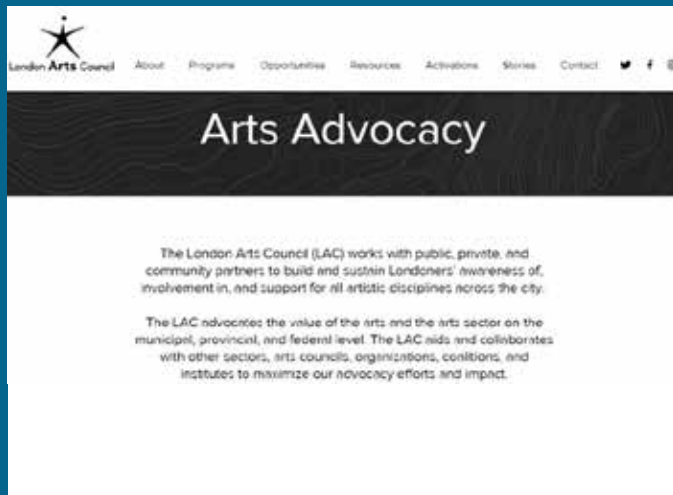 London Arts Council
About Programs Opportunities Resources Activations Stories Contact
Arts Advocacy
The London Arts Council (LAC) works with public, private, and
community partners to build and sustain Londoners' awareness of,
involvement in, and support for all artistic disciplines across the city.
The LAC advocates the value of the arts and the arts sector on the
municipal, provincial, and federal level. The LAC aids and collaborates
with other sectors, arts councils, organizations, coalitions, and
institutes to maximize our advocacy efforts and impact.